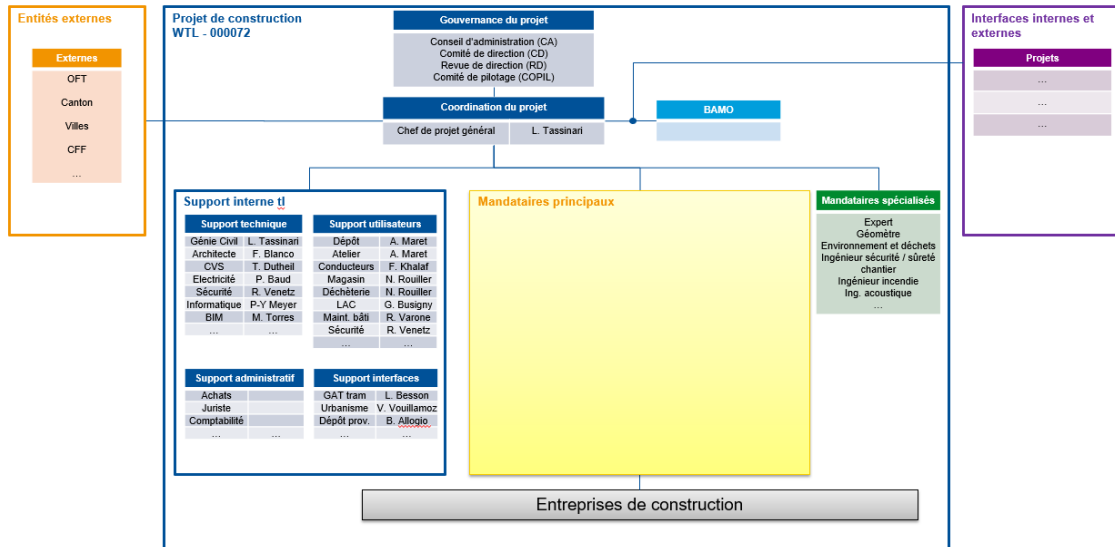 Entités externes
Externes
OFT
Canton
Villes
CFF
…
Projet de construction
WTL - 000072
Gouvernance du projet
Conseil d'administration (CA)
Comité de direction (CD)
Revue de direction (RD)
Comité de pilotage (COPIL)
Coordination du projet
Chef de projet général L. Tassinari
BAMO
Interfaces internes et
externes
Projets
…
…
…
Support interne tl
Support technique
Génie Civil L. Tassinari
Architecte F. Blanco
CVS T. Dutheil
Electricité P. Baud
Sécurité R. Venetz
Informatique P-Y Meyer
BIM M. Torres
… …
Support utilisateurs
Dépôt A. Maret
Atelier A. Maret
Conducteurs F. Khalaf
Magasin N. Rouiller
Déchèterie N. Rouiller
LAC G. Busigny
Maint. bâti R. Varone
Sécurité R. Venetz
… …
Support administratif
Achats
Juriste
Comptabilité
… …
Support interfaces
GAT tram L. Besson
Urbanisme V. Vouillamoz
Dépôt prov. B. Allogio
… …
Mandataires principaux
Mandataires spécialisés
Expert
Géomètre
Environnement et déchets
Ingénieur sécurité / sûreté
chantier
Ingénieur incendie
Ing. acoustique
…
Entreprises de construction